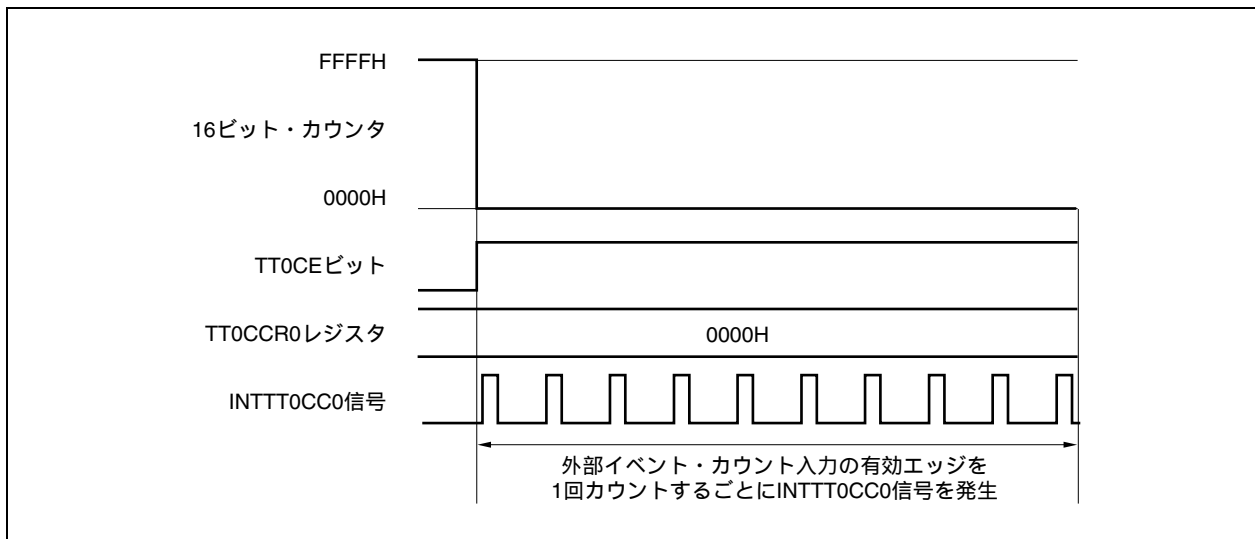 FFFFH
16ビット・カウンタ
0000H
TT0CEビット
TT0CCR0レジスタ
0000H
INTTT0CC0信号
外部イベント・カウント入力の有効エッジを
1回カウントするごとにINTTT0CC0信号を発生